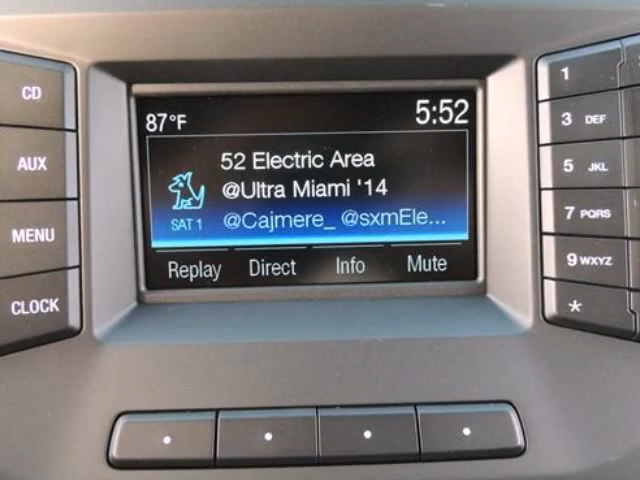 CD
AUX
MENU
CLOCK
87°F
5:52
52 Electric Area
@Ultra Miami '14
SAT 1
@Cajmere_ @sxmEle...
Replay Direct Info Mute
1
3 DEF
5 JKL
7 PQRS
9 WXYZ
*